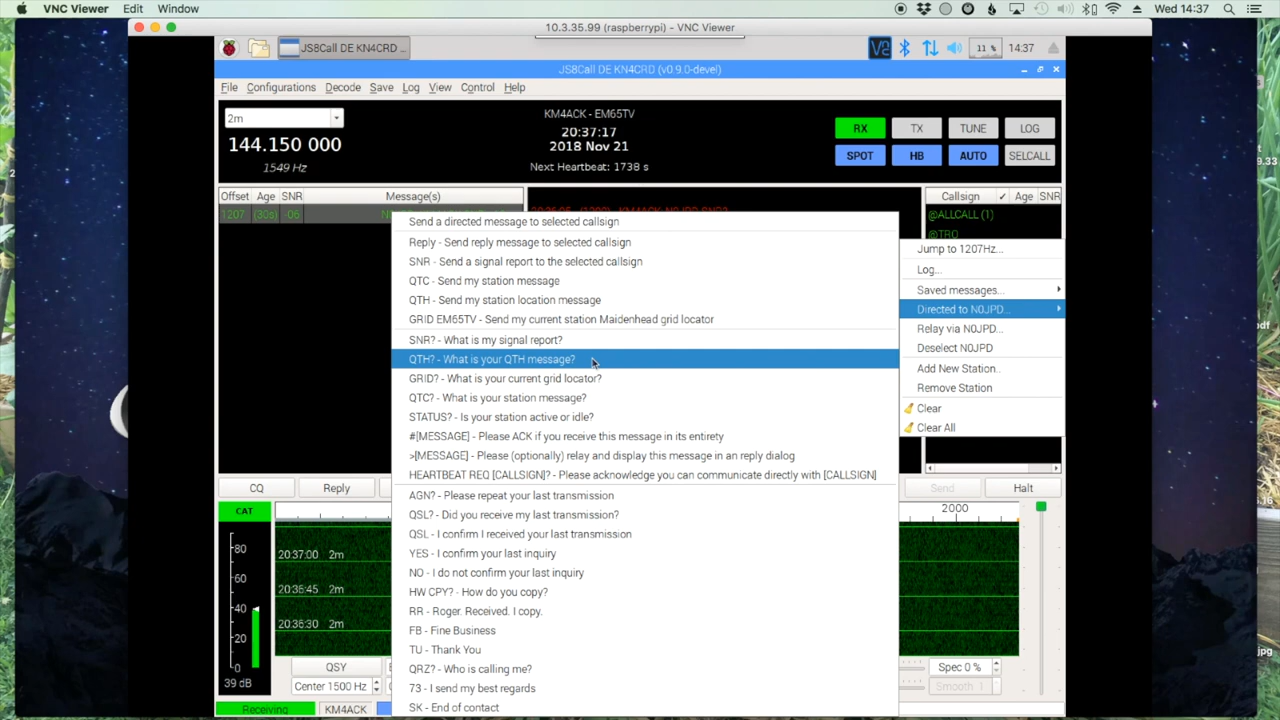 VNC Viewer Edit Window
Wed 14:37
10.3.35.99 (raspberrypi) - VNC Viewer
JS8Call DE KN4CRD ...
11 %
14:37
JS8Call DE KN4CRD (v0.9.0-devel)
File Configurations Decode Save Log View Control Help
2m
144.150 000
1549 Hz
KM4ACK - EM65TV
20:37:17
2018 Nov 21
Next Heartbeat: 1738 s
RX TX TUNE LOG
SPOT HB AUTO SELCALL
Offset Age SNR Message(s)
Callsign ✓ Age SNR
1207 (30s) -06
@ALLCALL (1)
Send a directed message to selected callsign
Reply - Send reply message to selected callsign
SNR - Send a signal report to the selected callsign
QTC - Send my station message
QTH - Send my station location message
GRID EM65TV - Send my current station Maidenhead grid locator
SNR? - What is my signal report?
QTH? - What is your QTH message?
GRID? - What is your current grid locator?
QTC? - What is your station message?
STATUS? - Is your station active or idle?
#[MESSAGE] - Please ACK if you receive this message in its entirety
>[MESSAGE] - Please (optionally) relay and display this message in an reply dialog
HEARTBEAT REQ [CALLSIGN]? - Please acknowledge you can communicate directly with [CALLSIGN]
AGN? - Please repeat your last transmission
QSL? - Did you receive my last transmission?
QSL - I confirm I received your last transmission
YES - I confirm your last inquiry
NO - I do not confirm your last inquiry
HW CPY? - How do you copy?
RR - Roger. Received. I copy.
FB - Fine Business
TU - Thank You
QRZ? - Who is calling me?
73 - I send my best regards
SK - End of contact
Jump to 1207Hz...
Log...
Saved messages...
Directed to N0JPD...
Relay via N0JPD...
Deselect N0JPD
Add New Station...
Remove Station
Clear
Clear All
CQ Reply
Send Halt
CAT
2000
80
60
40
20
0
39 dB
20:37:00 2m
20:36:45 2m
20:36:30 2m
QSY
Center 1500 Hz
Spec 0 %
Smooth 1
Receiving KM4ACK